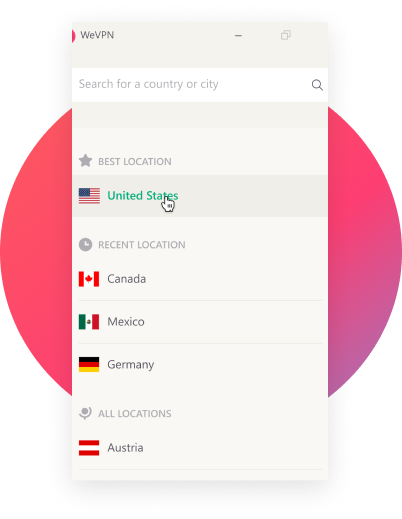 WeVPN
Search for a country or city
BEST LOCATION
United States
RECENT LOCATION
Canada
Mexico
Germany
ALL LOCATIONS
Austria